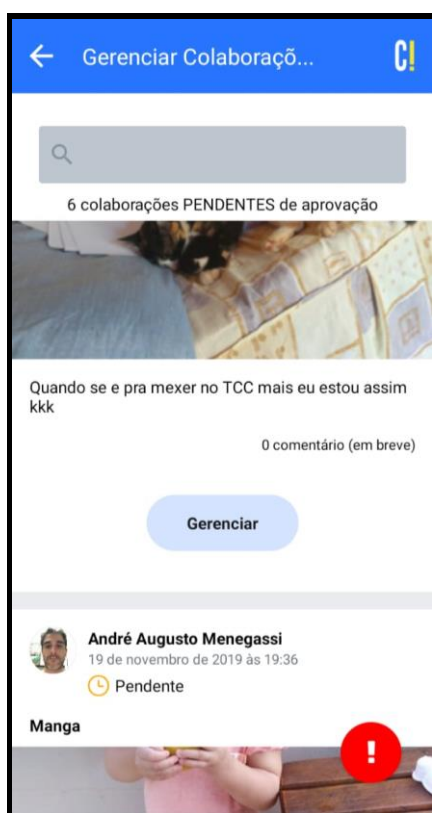 Gerenciar Colaboraçõ...
C!
6 colaborações PENDENTES de aprovação
Quando se e pra mexer no TCC mais eu estou assim
kkk
0 comentário (em breve)
Gerenciar
André Augusto Menegassi
19 de novembro de 2019 às 19:36
Pendente
Manga
!